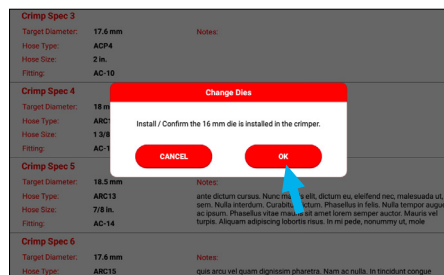 Crimp Spec 3
Target Diameter: 17.6 mm Notes:
Hose Type: ACP4
Hose Size: 2 in.
Fitting: AC-10
Crimp Spec 4
Target Diameter: 18 m
Hose Type: ARC1
Hose Size: 1 3/8
Fitting: AC-1
Change Dies
Install / Confirm the 16 mm die is installed in the crimper.
CANCEL OK
Crimp Spec 5
Target Diameter: 18.5 mm Notes:
Hose Type: ARC13
Hose Size: 7/8 in.
Fitting: AC-14
ante dictum cursus. Nunc elit, dictum eu, eleifend nec, malesuada ut,
sem. Nulla interdum. Curabitur dictum. Phasellus in felis. Nulla tempor augue
ac ipsum. Phasellus vitae mauris sit amet lorem semper auctor. Mauris vel
turpis. Aliquam adipiscing lobortis risus. In mi pede, nonummy ut, mole
Crimp Spec 6
Target Diameter: 17.6 mm Notes:
Hose Type: ARC15
quis arcu vel quam dignissim pharetra. Nam ac nulla. In tincidunt congue